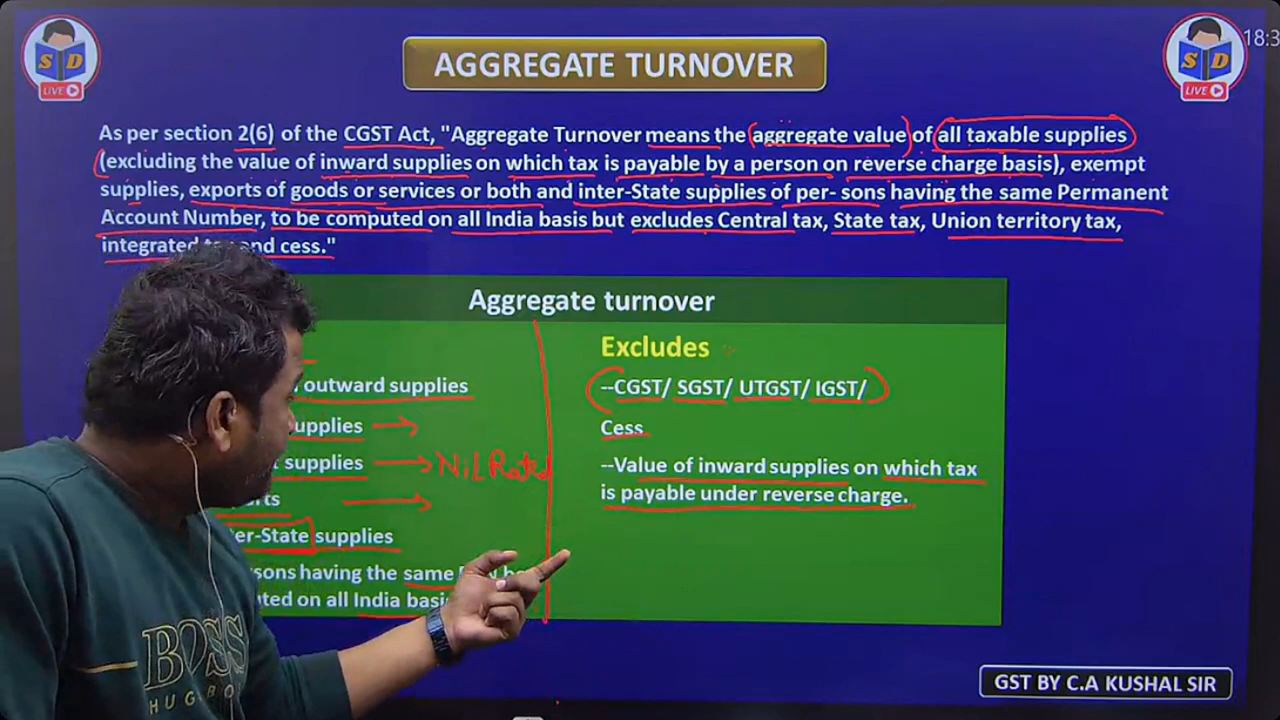 S D
LIVE
AGGREGATE TURNOVER
S D
LIVE
18:3
As per section 2(6) of the CGST Act, "Aggregate Turnover means the aggregate value of all taxable supplies
(excluding the value of inward supplies on which tax is payable by a person on reverse charge basis), exempt
supplies, exports of goods or services or both and inter-State supplies of per- sons having the same Permanent
Account Number, to be computed on all India basis but excludes Central tax, State tax, Union territory tax,
integrated and cess."
Aggregate turnover
outward supplies
supplies
supplies NiL Rated
er-State supplies
sons having the same
on all India
Excludes
--CGST/ SGST/ UTGST/ IGST/
Cess
--Value of inward supplies on which tax
is payable under reverse charge.
BOSS
HUGO BO
GST BY C.A KUSHAL SIR